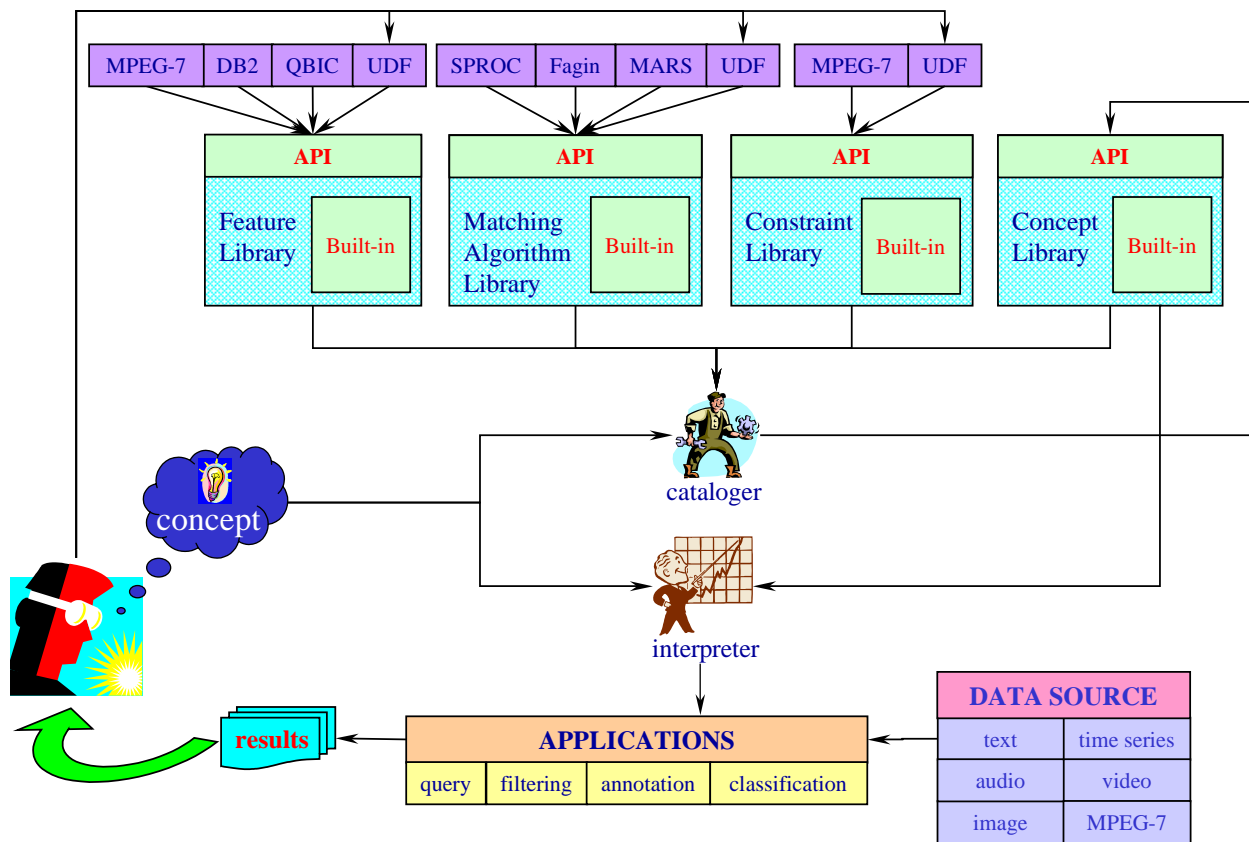 MPEG-7 DB2 QBIC UDF SPROC Fagin MARS UDF MPEG-7 UDF
API API API API
Feature
Library
Built-in
Matching
Algorithm
Library
Built-in
Constraint
Library
Built-in
Concept
Library
Built-in
cataloger
concept
interpreter
DATA SOURCE
text time series
audio video
image MPEG-7
APPLICATIONS
query filtering annotation classification
results